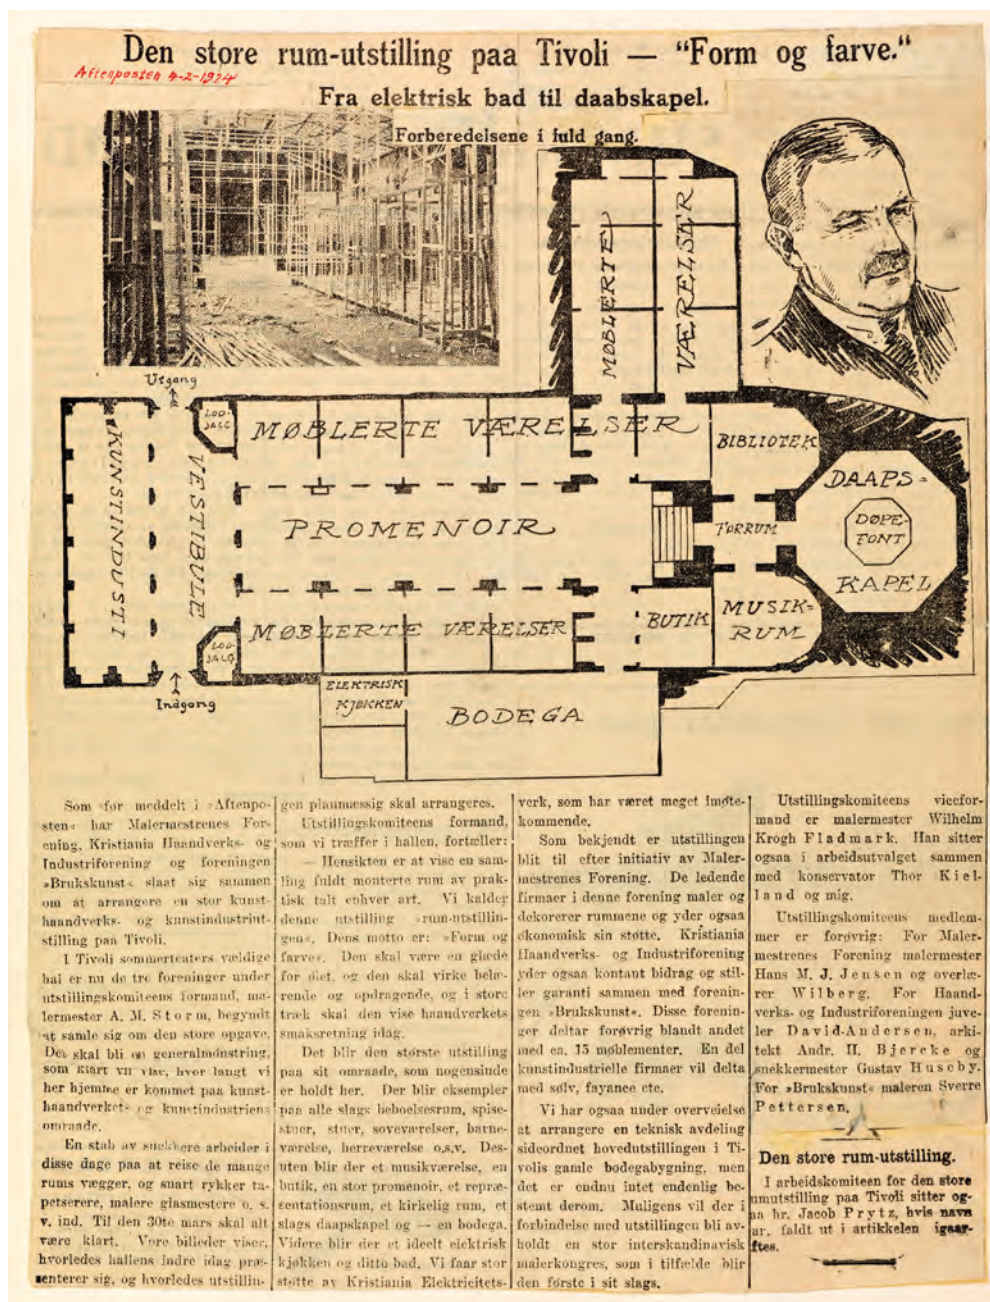 Den store rum-utstilling paa Tivoli — "Form og farve."
Aftenposten 4-2-1924
Fra elektrisk bad til daabskapel.
Forberedelsene i fuld gang.
MØBLERTE
VÆRELSER
Utgang
LOD-
SALG
KUNSTINDUSTI
VESTIBULE
MØBLERTE VÆRELSER
BIBLIOTEK
DAAPS-
KAPEL
DØPE-
FONT
PROMENOIR
FORRUM
MØBLERTE VÆRELSER
BUTIK
MUSIK-
RUM
LOD-
SALG
Indgang
ELEKTRISK
KJØKKEN
BODEGA
Som før meddelt i »Aftenpo-
sten« har Malermestrenes For-
ening, Kristiania Haandverks- og
Industriforening og foreningen
»Brukskunst« slaat sig sammen
om at arrangere en stor kunst-
haandverks- og kunstindustriut-
stilling paa Tivoli.
I Tivoli sommerteaters vældige
hal er nu de tre foreninger under
utstillingskomiteens formand, ma-
lermester A. M. Storm, begyndt
at samle sig om den store opgave.
Det skal bli en generalmønstring,
som klart vil vise, hvor langt vi
her hjemme er kommet paa kunst-
haandverkets og kunstindustriens
omraade.
En stab av snekkere arbeider i
disse dage paa at reise de mange
rums vægger, og snart rykker ta-
petserere, malere glasmestere o. s.
v. ind. Til den 30te mars skal alt
være klart. Vore billeder viser,
hvorledes hallens indre idag præ-
senterer sig, og hvorledes utstillin-
gen planmæssig skal arrangeres.
Utstillingskomiteens formand,
som vi træffer i hallen, fortæller:
— Hensikten er at vise en sam-
ling fuldt monterte rum av prak-
tisk talt enhver art. Vi kalder
denne utstilling »rum-utstillin-
gen«. Dens motto er: »Form og
farve«. Den skal være en glæde
for øiet, og den skal virke belæ-
rende og opdragende, og i store
træk skal den vise haandverkets
smaksretning idag.
Det blir den største utstilling
paa sit omraade, som nogensinde
er holdt her. Der blir eksempler
paa alle slags beboelsesrum, spise-
stuer, stuer, soveværelser, barne-
værelse, herreværelse o.s.v. Des-
uten blir der et musikværelse, en
butik, en stor promenoir, et repræ-
sentationsrum, et kirkelig rum, et
slags daapskapel og — en bodega.
Videre blir der et ideelt elektrisk
kjøkken og ditto bad. Vi faar stor
støtte av Kristiania Elektricitets-
verk, som har været meget imøte-
kommende.
Som bekjendt er utstillingen
blit til efter initiativ av Maler-
mestrenes Forening. De ledende
firmaer i denne forening maler og
dekorerer rummene og yder ogsaa
økonomisk sin støtte. Kristiania
Haandverks- og Industriforening
yder ogsaa kontant bidrag og stil-
ler garanti sammen med forenin-
gen »Brukskunst«. Disse forenin-
ger deltar forøvrig blandt andet
med ca. 15 møblementer. En del
kunstindustrielle firmaer vil delta
med sølv, fayance etc.
Vi har ogsaa under overveielse
at arrangere en teknisk avdeling
sideordnet hovedutstillingen i Ti-
volis gamle bodegabygning, men
det er endnu intet endelig be-
stemt derom. Muligens vil der i
forbindelse med utstillingen bli av-
holdt en stor interskandinavisk
malerkongres, som i tilfælde blir
den første i sit slags.
Utstillingskomiteens vicefor-
mand er malermester Wilhelm
Krogh Fladmark. Han sitter
ogsaa i arbeidsutvalget sammen
med konservator Thor Kiel-
land og mig.
Utstillingskomiteens medlem-
mer er forøvrig: For Maler-
mestrenes Forening malermester
Hans M. J. Jensen og overlæ-
rer Wilberg. For Haand-
verks- og Industriforeningen juve-
ler David-Andersen, arki-
tekt Andr. H. Bjercke og
snekkermester Gustav Huseby.
For »Brukskunst« maleren Sverre
Pettersen.
Den store rum-utstilling.
I arbeidskomiteen for den store
rumutstilling paa Tivoli sitter og-
saa hr. Jacob Prytz, hvis navn
var faldt ut i artikkelen igaar-
aftes.